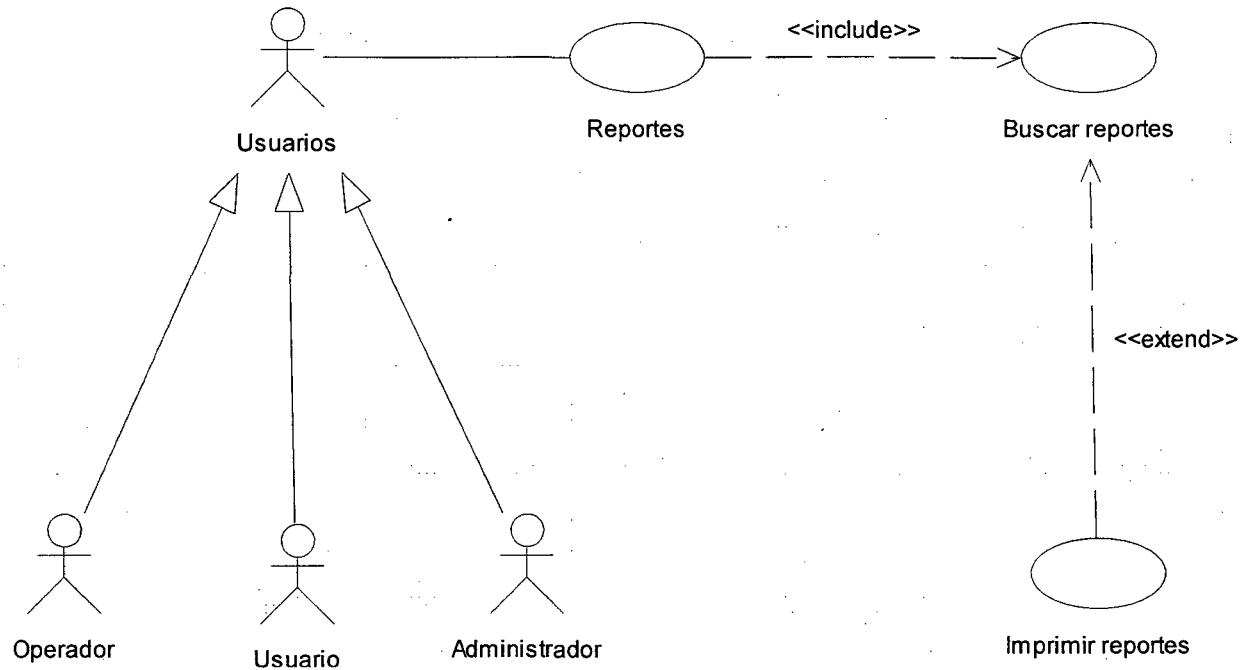 <<include>>
Usuarios
Reportes
Buscar reportes
<<extend>>
Operador
Usuario
Administrador
Imprimir reportes